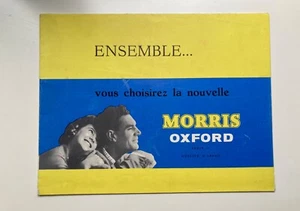 ENSEMBLE...
vous choisirez la nouvelle
MORRIS
OXFORD